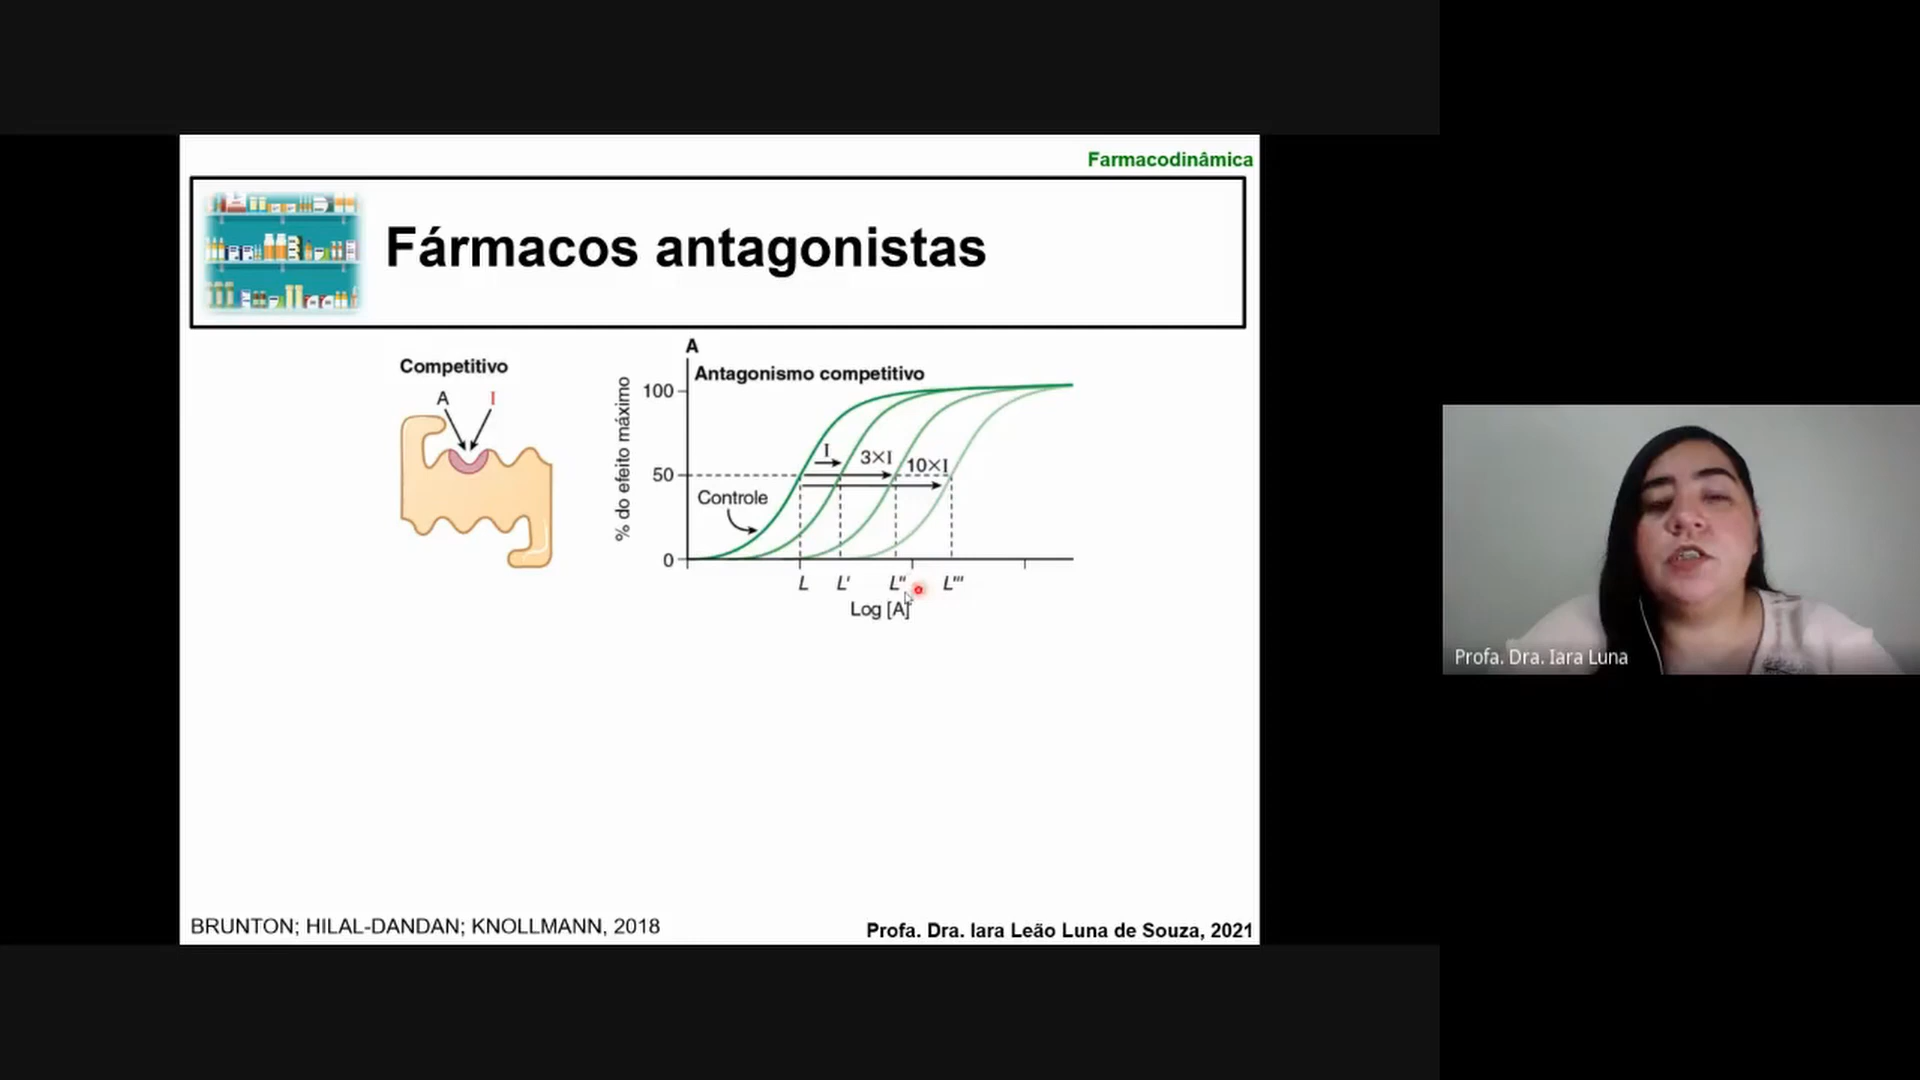 Farmacodinâmica
Fármacos antagonistas
Competitivo
A I
A
Antagonismo competitivo
% do efeito máximo
100
50
0
I
3×I
10×I
Controle
L L' L'' L'''
Log [A]
BRUNTON; HILAL-DANDAN; KNOLLMANN, 2018
Profa. Dra. Iara Leão Luna de Souza, 2021
Profa. Dra. Iara Luna